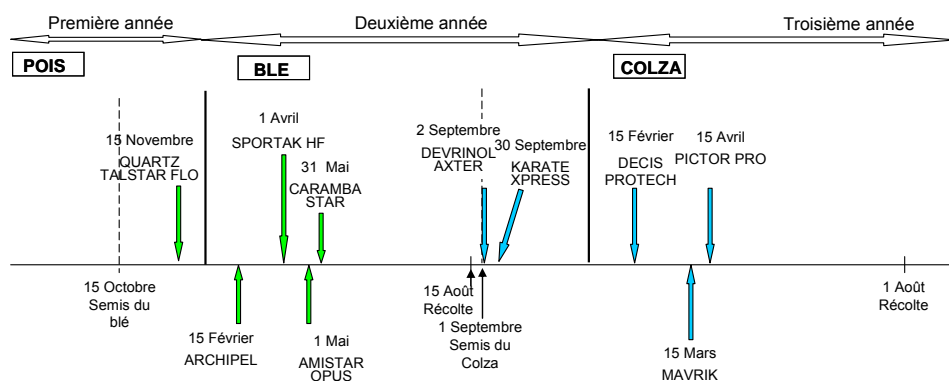 Première année
Deuxième année
Troisième année
POIS
BLE
COLZA
15 Novembre
QUARTZ
TALSTAR FLO
1 Avril
SPORTAK HF
31 Mai
CARAMBA
STAR
2 Septembre
DEVRINOL
AXTER
30 Septembre
KARATE
XPRESS
15 Février
DECIS
PROTECH
15 Avril
PICTOR PRO
15 Octobre
Semis du
blé
15 Février
ARCHIPEL
1 Mai
AMISTAR
OPUS
15 Août
Récolte
1 Septembre
Semis du
Colza
15 Mars
MAVRIK
1 Août
Récolte